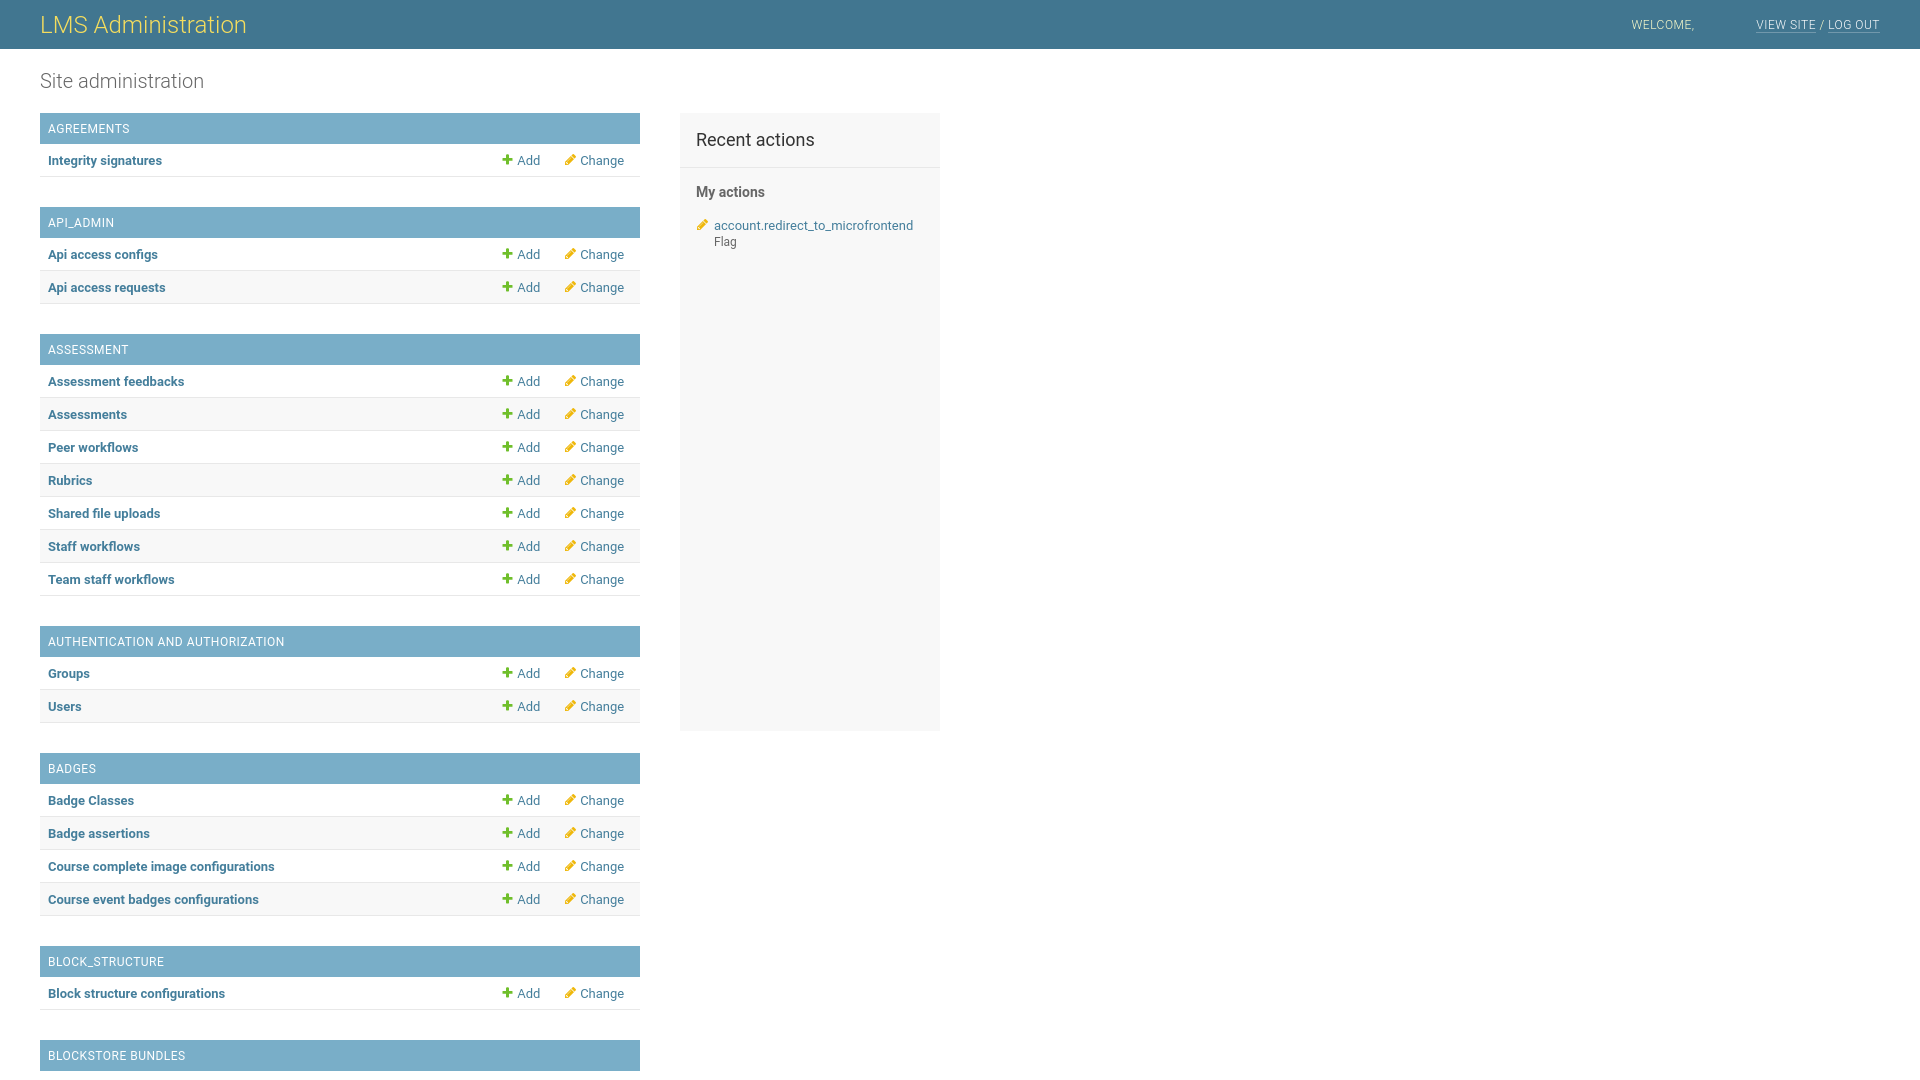 LMS Administration
WELCOME,
VIEW SITE / LOG OUT
Site administration
AGREEMENTS
Integrity signatures Add Change
API_ADMIN
Api access configs Add Change
Api access requests Add Change
ASSESSMENT
Assessment feedbacks Add Change
Assessments Add Change
Peer workflows Add Change
Rubrics Add Change
Shared file uploads Add Change
Staff workflows Add Change
Team staff workflows Add Change
AUTHENTICATION AND AUTHORIZATION
Groups Add Change
Users Add Change
BADGES
Badge Classes Add Change
Badge assertions Add Change
Course complete image configurations Add Change
Course event badges configurations Add Change
BLOCK_STRUCTURE
Block structure configurations Add Change
BLOCKSTORE BUNDLES
Recent actions
My actions
account.redirect_to_microfrontend
Flag